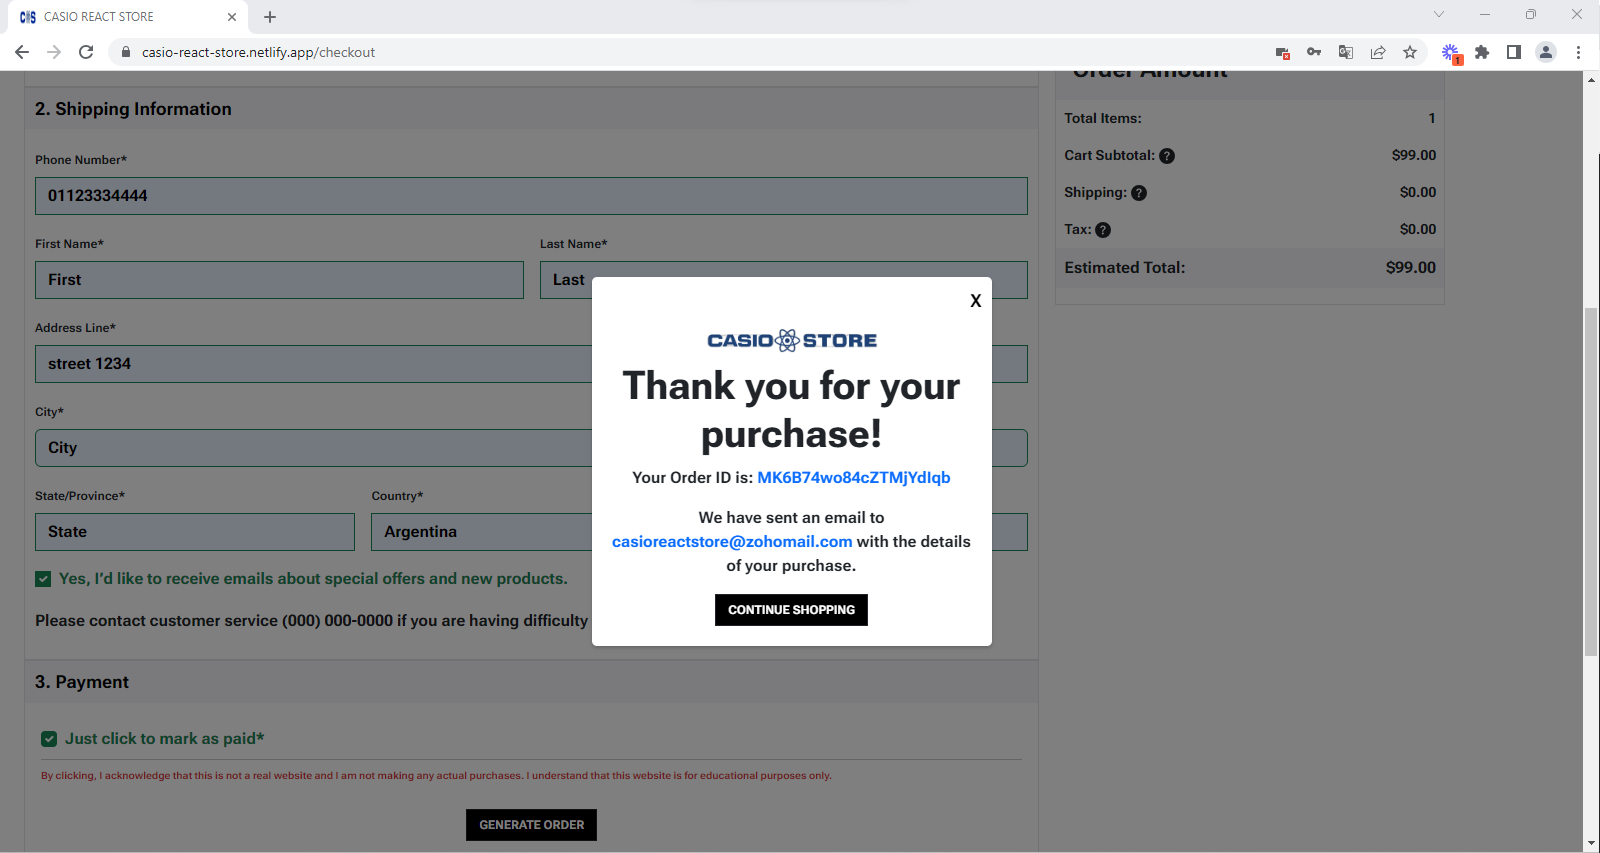 CASIO REACT STORE
casio-react-store.netlify.app/checkout
1
Order Amount
2. Shipping Information
Total Items: 1
Phone Number*
Cart Subtotal: ? $99.00
01123334444
Shipping: ? $0.00
Tax: ? $0.00
First Name* Last Name*
Estimated Total: $99.00
First Last
Address Line*
street 1234
City*
City
State/Province* Country*
State Argentina
Yes, I'd like to receive emails about special offers and new products.
Please contact customer service (000) 000-0000 if you are having difficulty
X
CASIO STORE
Thank you for your
purchase!
Your Order ID is: MK6B74wo84cZTMjYdIqb
We have sent an email to
casioreactstore@zohomail.com with the details
of your purchase.
CONTINUE SHOPPING
3. Payment
Just click to mark as paid*
By clicking, I acknowledge that this is not a real website and I am not making any actual purchases. I understand that this website is for educational purposes only.
GENERATE ORDER